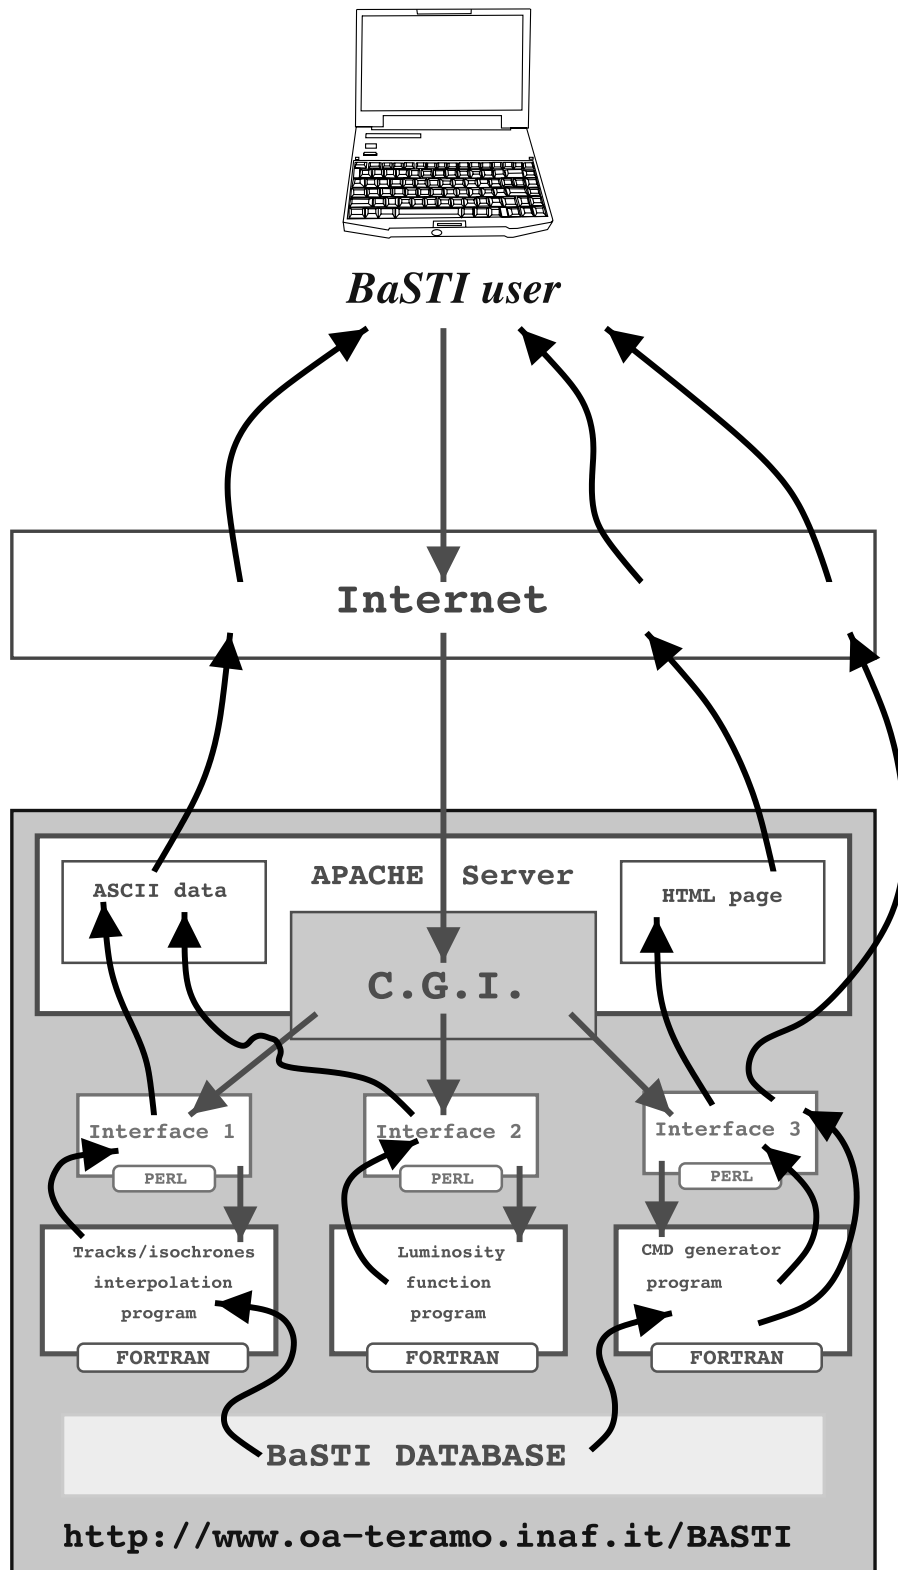 BaSTI user
Internet
APACHE Server
ASCII data
HTML page
C.G.I.
Interface 1
PERL
Interface 2
PERL
Interface 3
PERL
Tracks/isochrones
interpolation
program
FORTRAN
Luminosity
function
program
FORTRAN
CMD generator
program
FORTRAN
BaSTI DATABASE
http://www.oa-teramo.inaf.it/BASTI